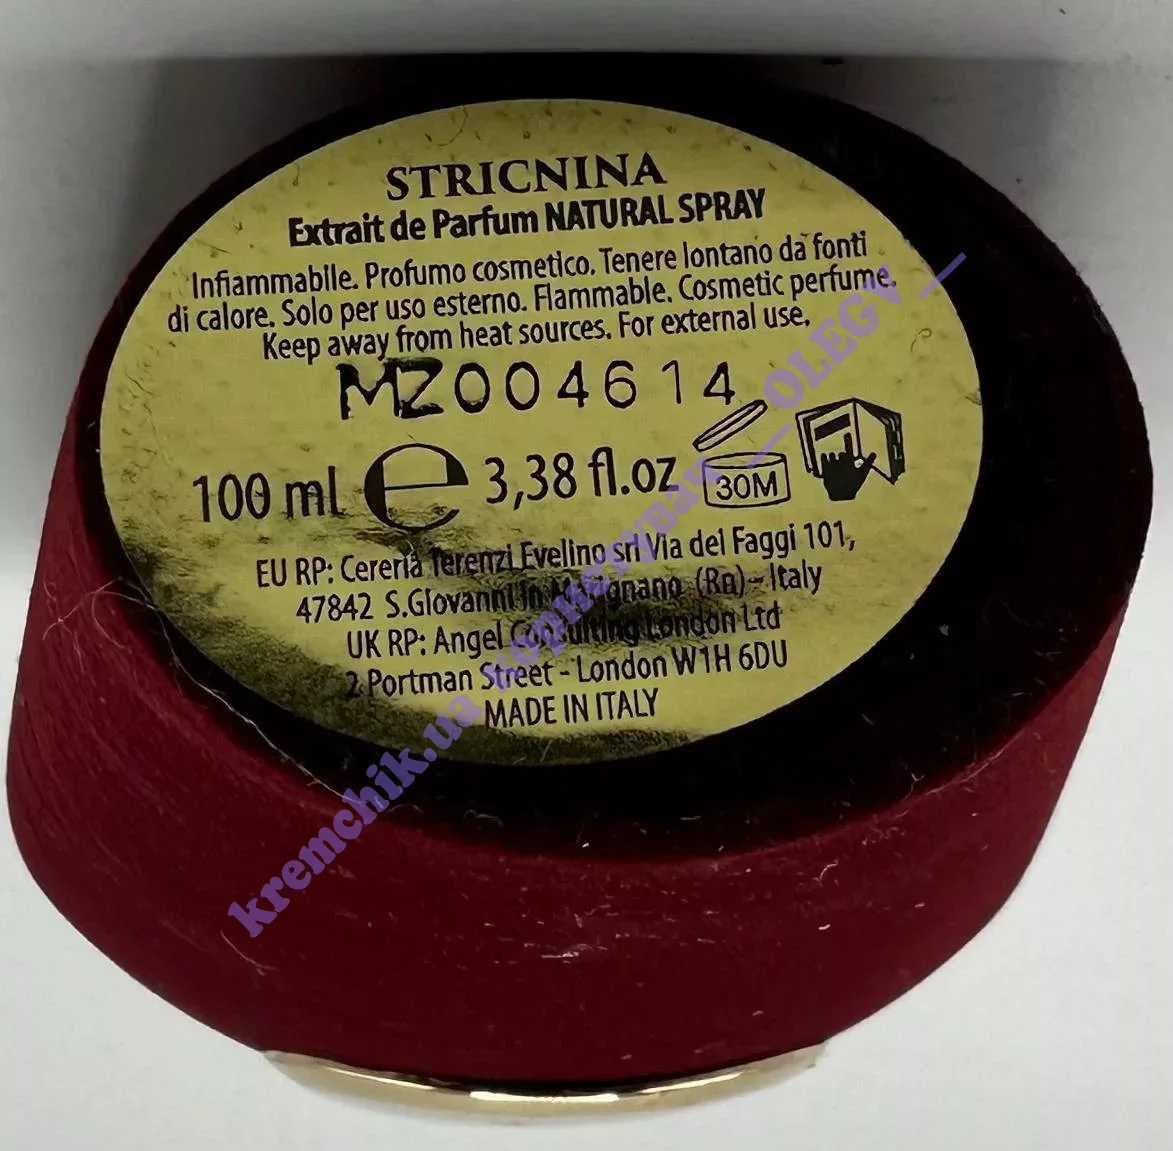 STRICNINA
Extrait de Parfum NATURAL SPRAY
Infiammabile. Profumo cosmetico. Tenere lontano da fonti
di calore. Solo per uso esterno. Flammable. Cosmetic perfume.
Keep away from heat sources. For external use.
MZ004614
100 ml e 3,38 fl.oz 30M
EU RP: Cereria Terenzi Evelino srl Via del Faggi 101,
47842 S.Giovanni In Marignano (Rn) - Italy
UK RP: Angel Consulting London Ltd
2 Portman Street - London W1H 6DU
MADE IN ITALY
kremchik.ua
OLEGV